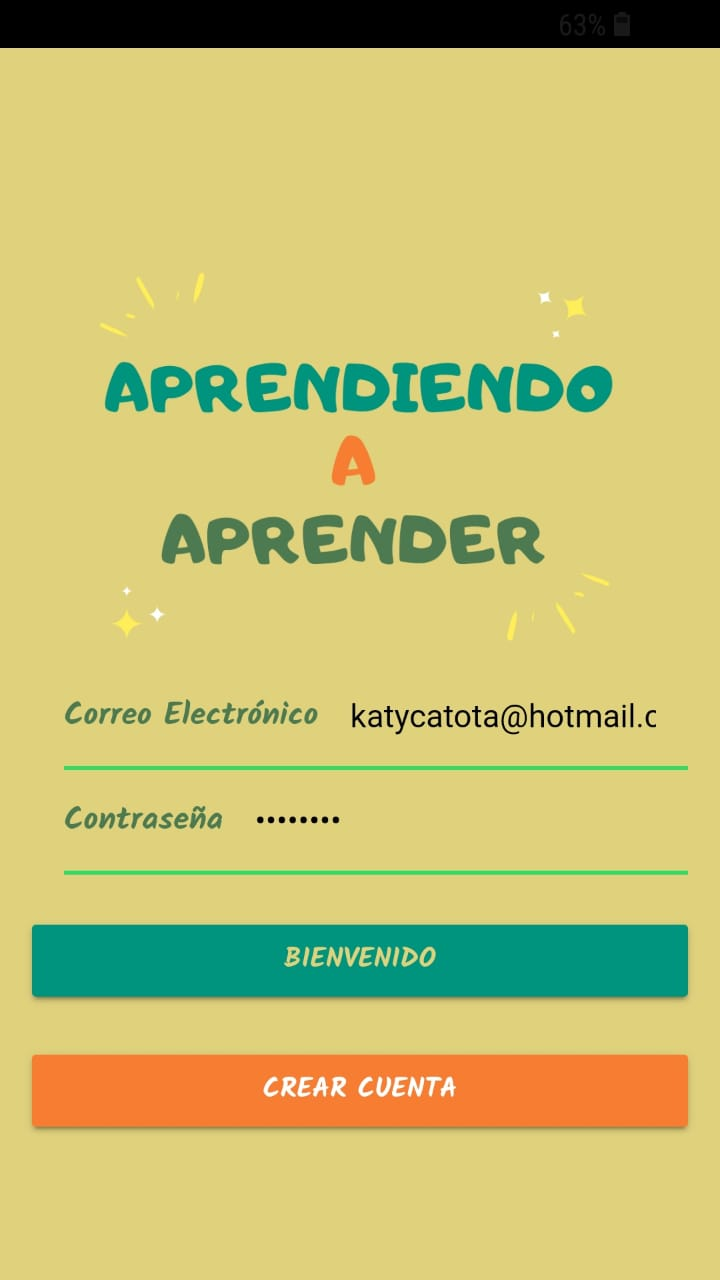 63%
APRENDIENDO
A
APRENDER
Correo Electrónico katycatota@hotmail.c
Contraseña ••••••••
BIENVENIDO
CREAR CUENTA